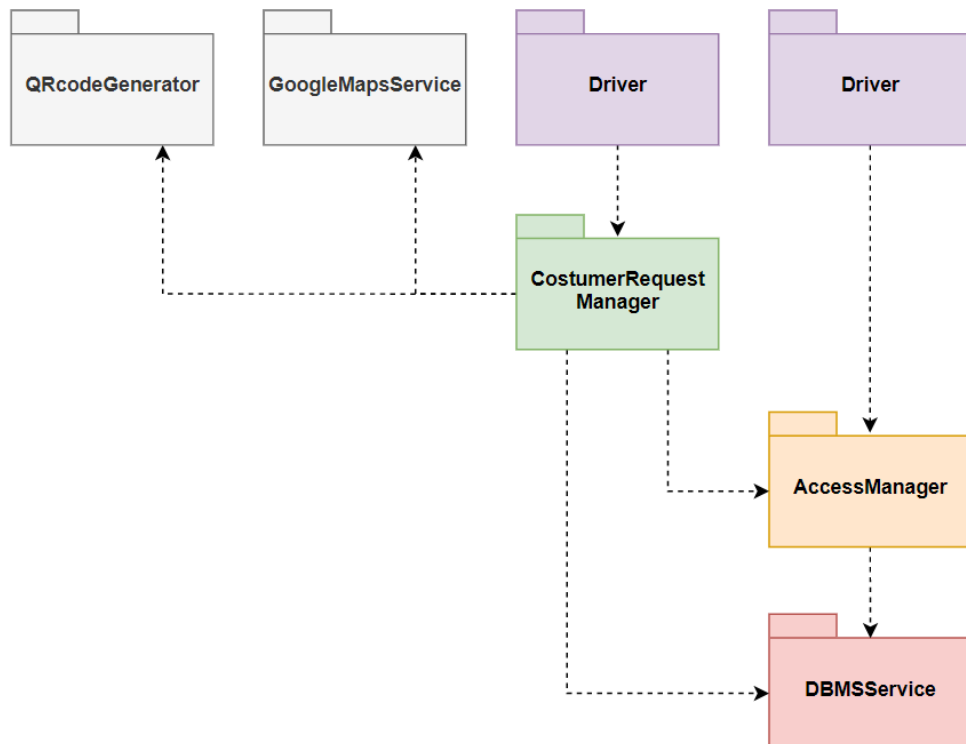 QRcodeGenerator
GoogleMapsService
Driver
Driver
CostumerRequest
Manager
AccessManager
DBMSService